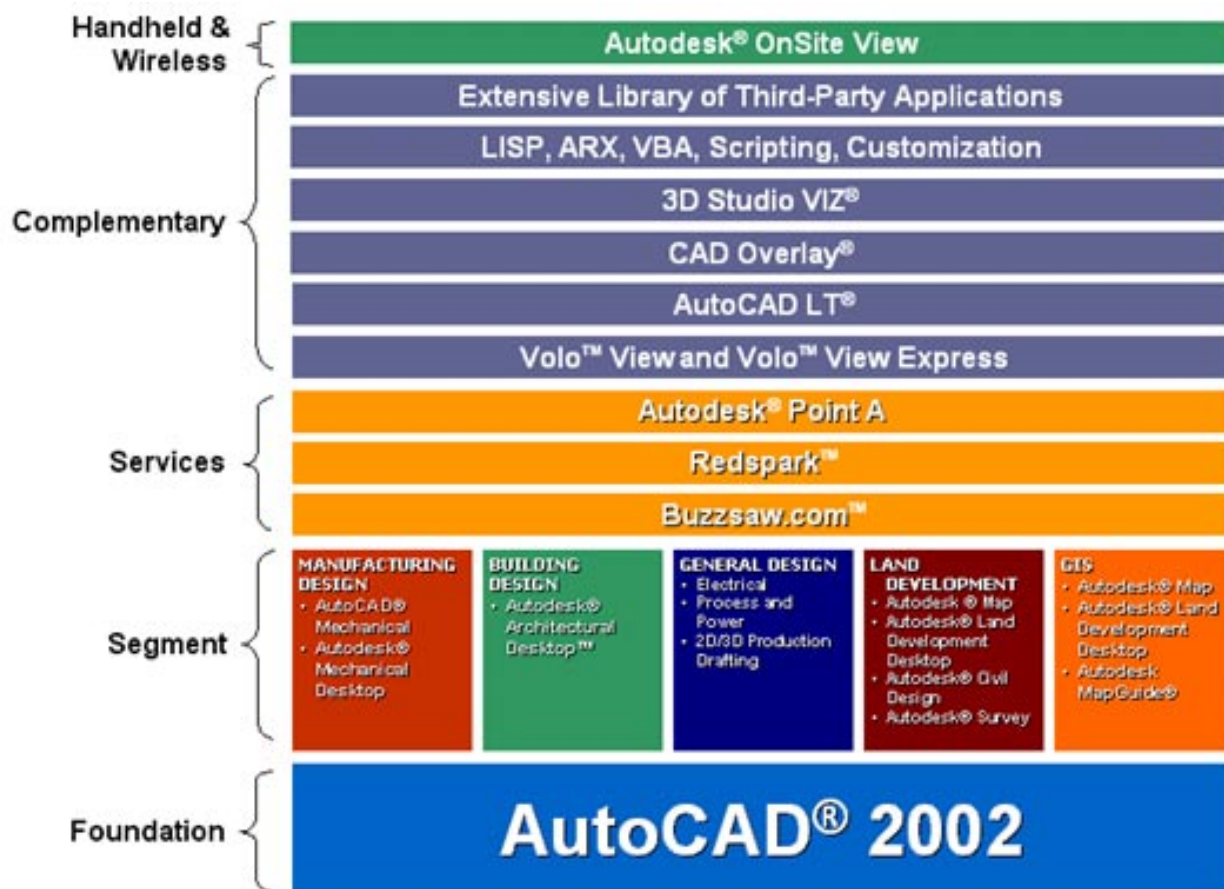 Handheld &
Wireless
Autodesk® OnSite View
Complementary
Extensive Library of Third-Party Applications
LISP, ARX, VBA, Scripting, Customization
3D Studio VIZ®
CAD Overlay®
AutoCAD LT®
Volo™ View and Volo™ View Express
Services
Autodesk® Point A
Redspark™
Buzzsaw.com™
Segment
MANUFACTURING
DESIGN
• AutoCAD®
Mechanical
• Autodesk®
Mechanical
Desktop
BUILDING
DESIGN
• Autodesk®
Architectural
Desktop™
GENERAL DESIGN
• Electrical
• Process and
Power
• 2D/3D Production
Drafting
LAND
DEVELOPMENT
• Autodesk ® Map
• Autodesk® Land
Development
Desktop
• Autodesk® Civil
Design
• Autodesk® Survey
GIS
• Autodesk® Map
• Autodesk® Land
Development
Desktop
• Autodesk
MapGuide®
Foundation
AutoCAD® 2002